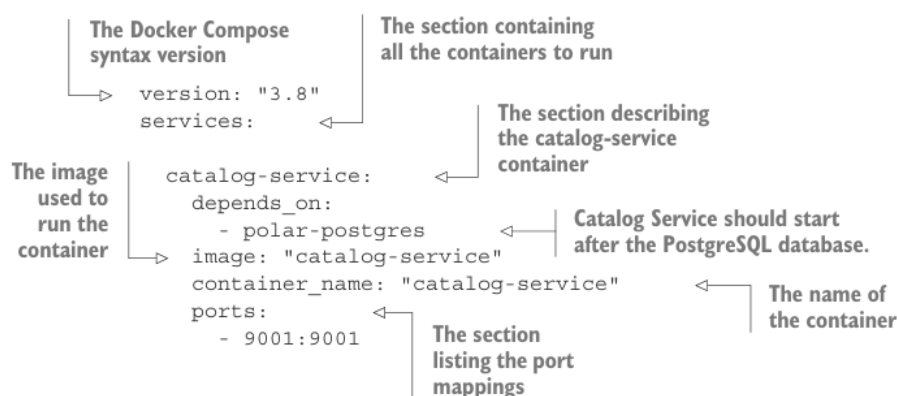 The Docker Compose
syntax version
The section containing
all the containers to run
version: "3.8"
services:
The section describing
the catalog-service
container
The image
used to
run the
container
catalog-service:
depends_on:
- polar-postgres
Catalog Service should start
after the PostgreSQL database.
image: "catalog-service"
container_name: "catalog-service"
The name of
the container
ports:
- 9001:9001
The section
listing the port
mappings